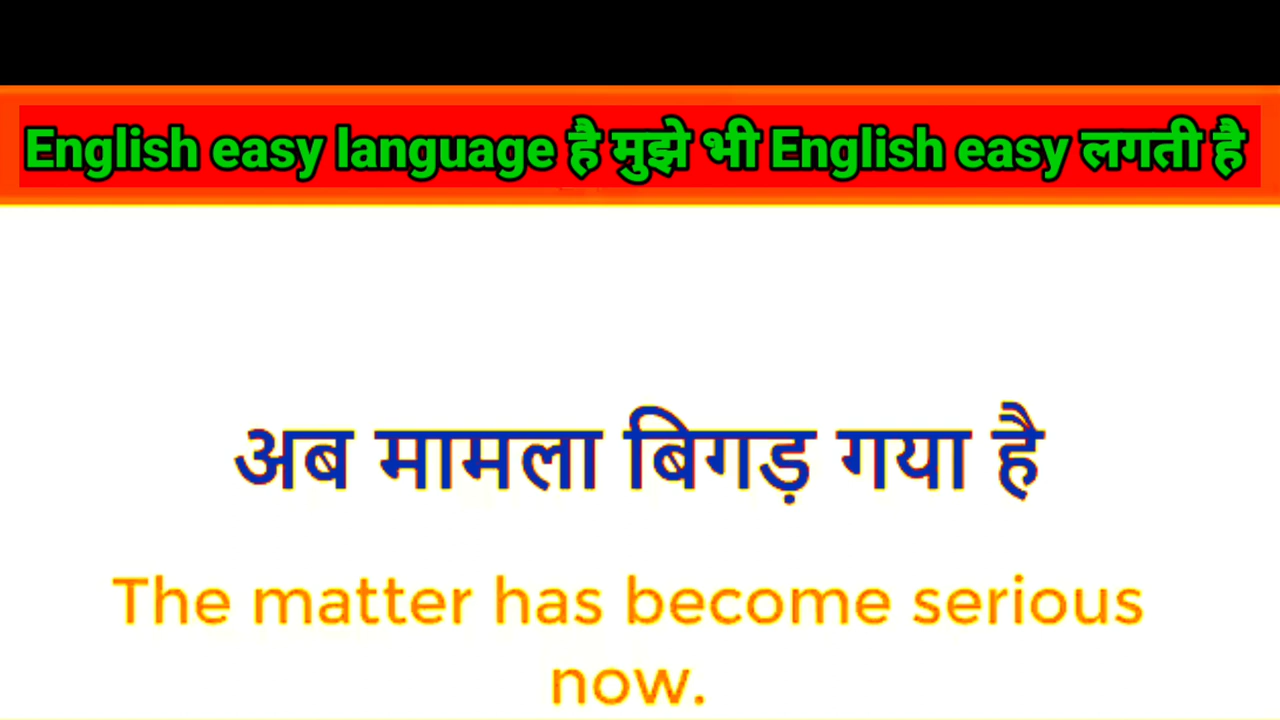 English easy language है मुझे भी English easy लगती है
अब मामला बिगड़ गया है
The matter has become serious
now.